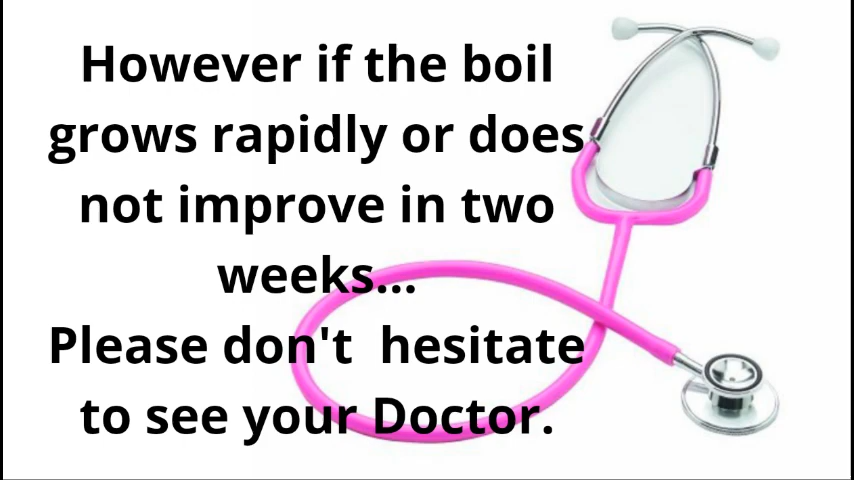 However if the boil
grows rapidly or does
not improve in two
weeks...
Please don't  hesitate
to see your Doctor.